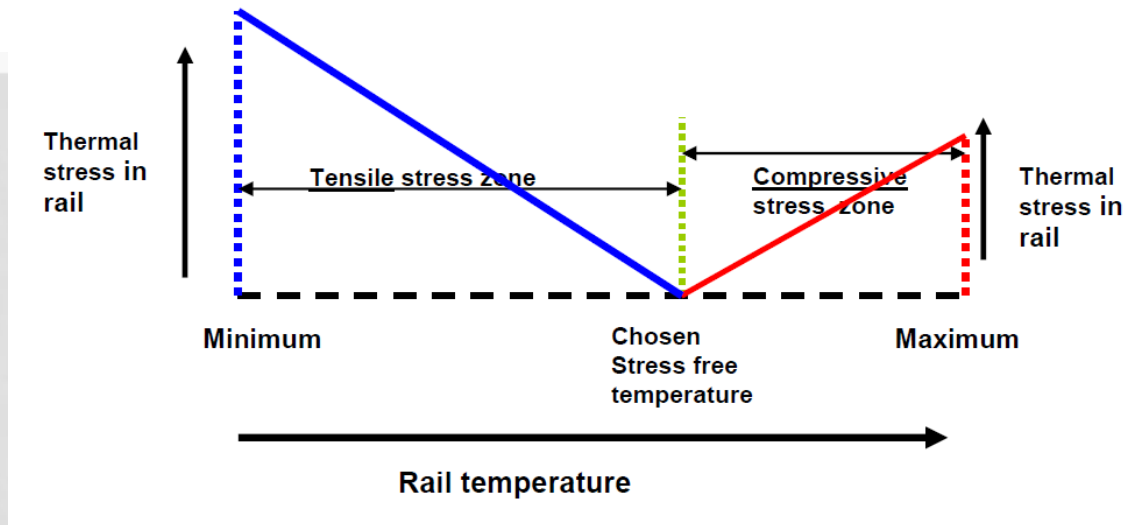 Thermal
stress in
rail
Tensile stress zone
Compressive
stress zone
Thermal
stress in
rail
Minimum
Chosen
Stress free
temperature
Maximum
Rail temperature